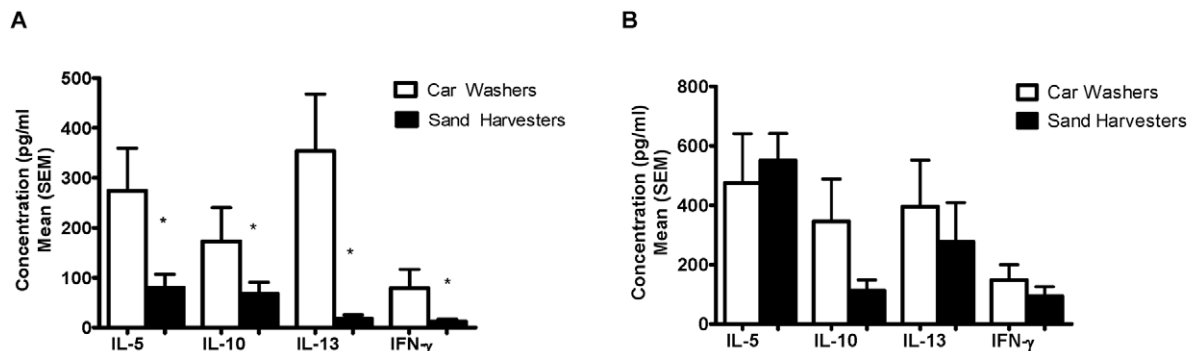 A
Concentration (pg/ml)
Mean (SEM)
500
400
300
200
100
0
Car Washers
Sand Harvesters
*
*
*
*
IL-5
IL-10
IL-13
IFN-γ
B
Concentration (pg/ml)
Mean (SEM)
800
600
400
200
0
Car Washers
Sand Harvesters
IL-5
IL-10
IL-13
IFN-γ